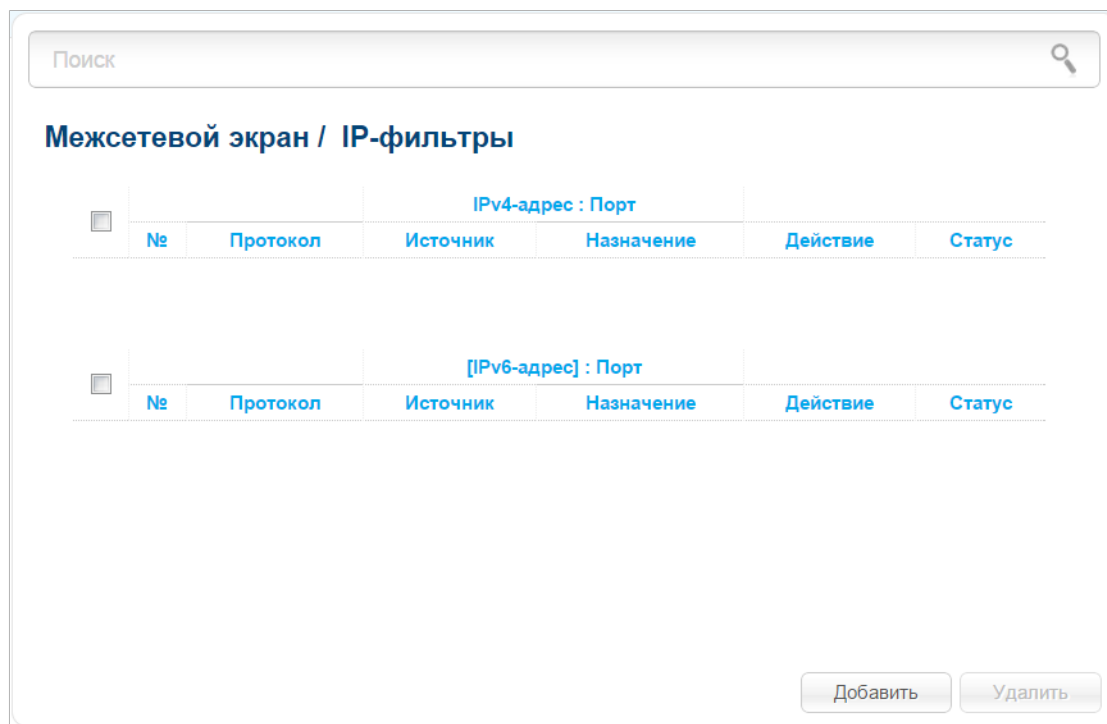 Поиск
Межсетевой экран / IP-фильтры
IPv4-адрес : Порт
№ Протокол Источник Назначение Действие Статус
[IPv6-адрес] : Порт
№ Протокол Источник Назначение Действие Статус
Добавить Удалить